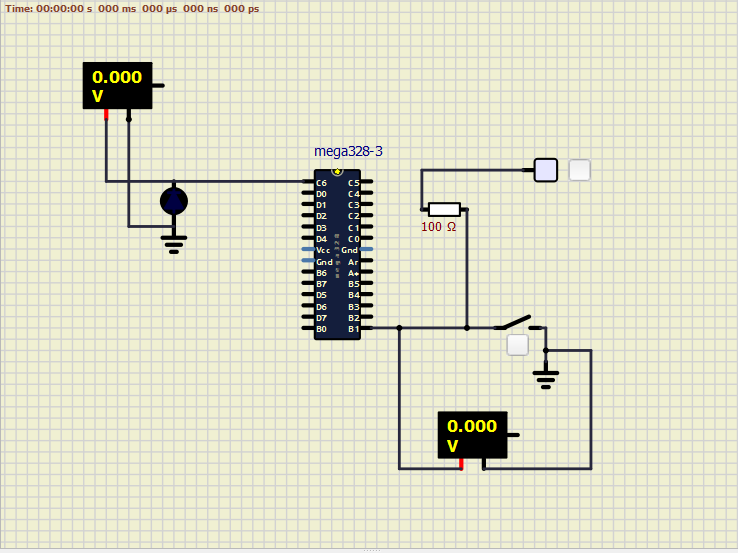 Time: 00:00:00 s  000 ms  000 µs  000 ns  000 ps
0.000
V
mega328-3
C6 C5
D0 C4
D1 C3
D2 C2
D3 C1
D4 C0
Vcc Gnd
Gnd Ar
B6 A+
B7 B5
D5 B4
D6 B3
D7 B2
B0 B1
100 Ω
0.000
V